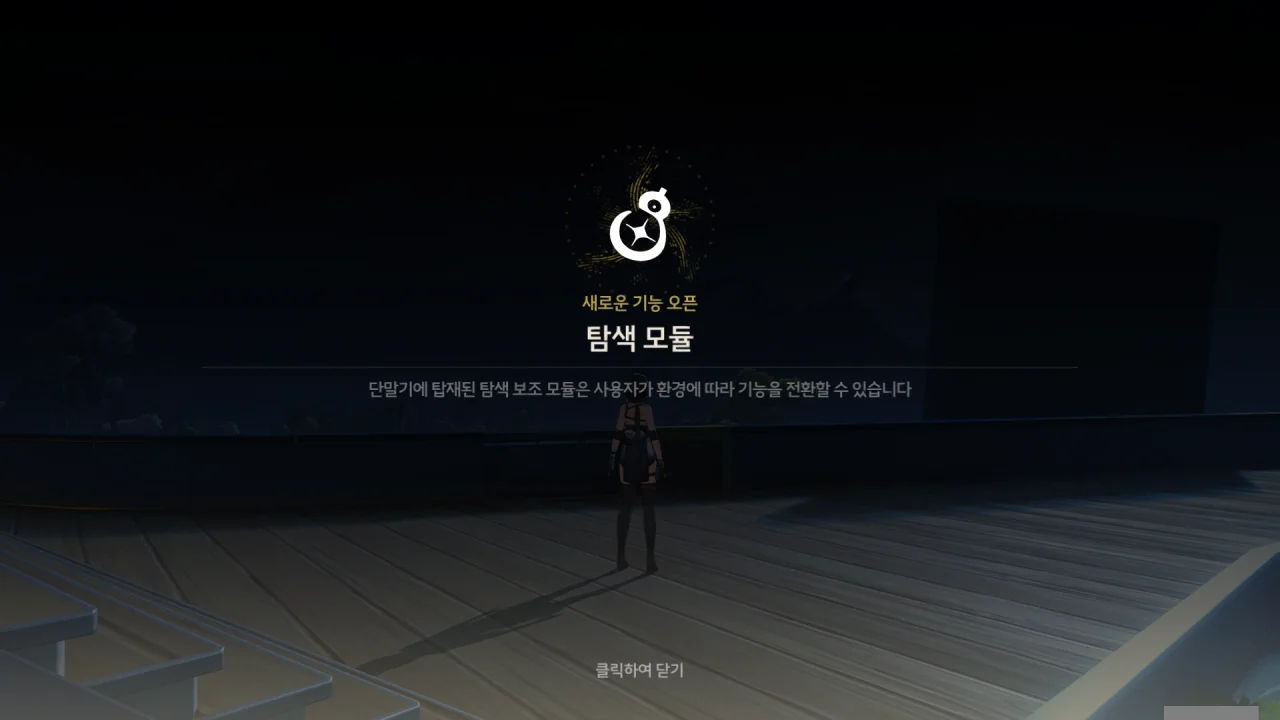 새로운 기능 오픈
탐색 모듈
단말기에 탑재된 탐색 보조 모듈은 사용자가 환경에 따라 기능을 전환할 수 있습니다
클릭하여 닫기